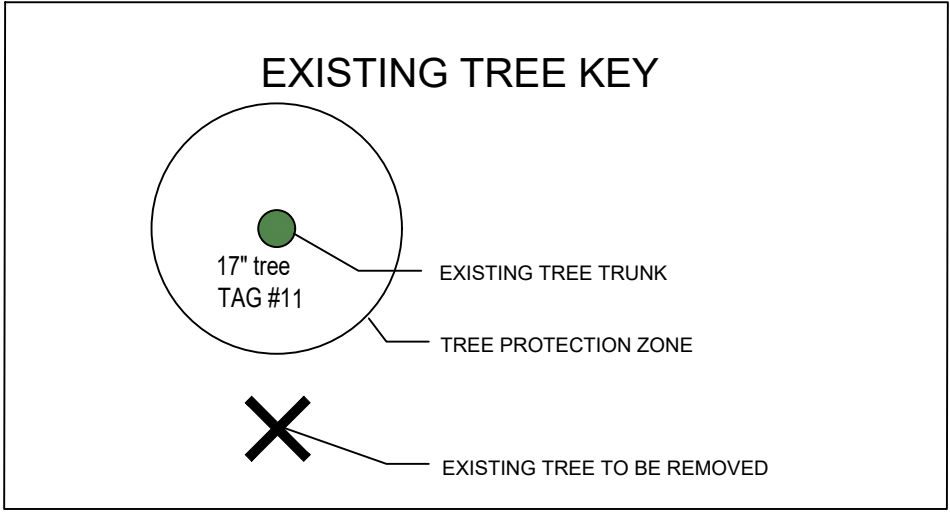 EXISTING TREE KEY
17" tree
TAG #11
EXISTING TREE TRUNK
TREE PROTECTION ZONE
EXISTING TREE TO BE REMOVED